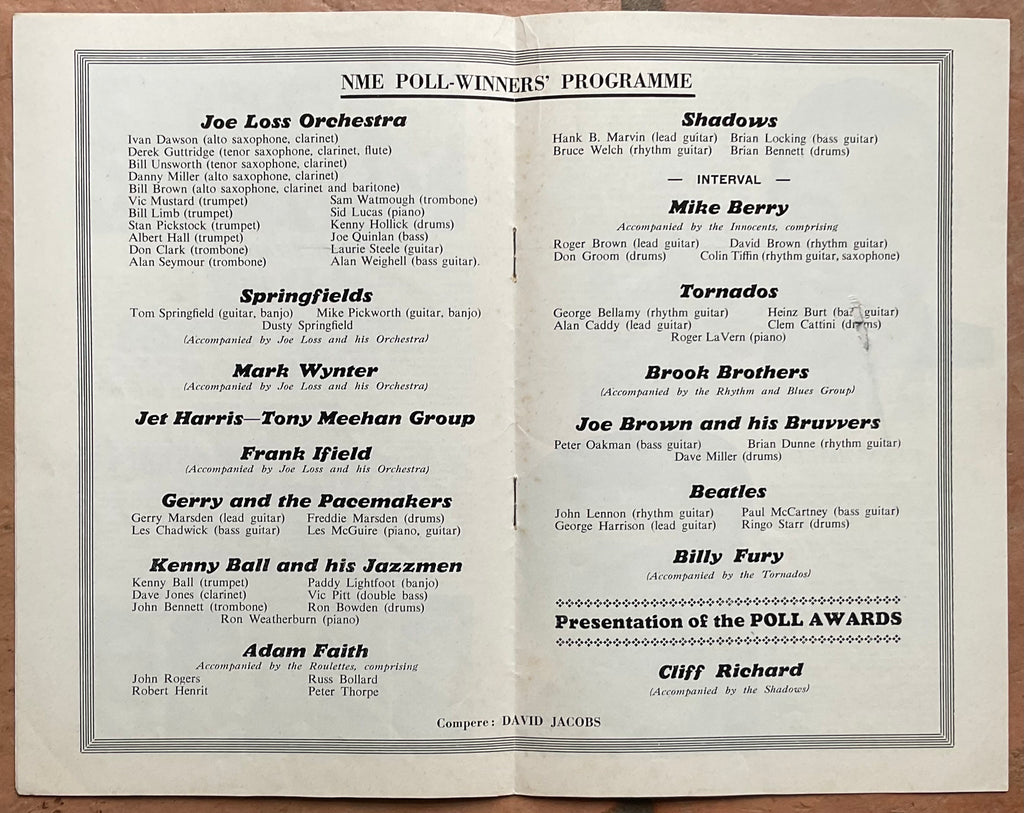 NME POLL-WINNERS' PROGRAMME
Joe Loss Orchestra
Ivan Dawson (alto saxophone, clarinet)
Derek Guttridge (tenor saxophone, clarinet, flute)
Bill Unsworth (tenor saxophone, clarinet)
Danny Miller (alto saxophone, clarinet)
Bill Brown (alto saxophone, clarinet and baritone)
Vic Mustard (trumpet) Sam Watmough (trombone)
Bill Limb (trumpet) Sid Lucas (piano)
Stan Pickstock (trumpet) Kenny Hollick (drums)
Albert Hall (trumpet) Joe Quinlan (bass)
Don Clark (trombone) Laurie Steele (guitar)
Alan Seymour (trombone) Alan Weighell (bass guitar).
Springfields
Tom Springfield (guitar, banjo) Mike Pickworth (guitar, banjo)
Dusty Springfield
(Accompanied by Joe Loss and his Orchestra)
Mark Wynter
(Accompanied by Joe Loss and his Orchestra)
Jet Harris—Tony Meehan Group
Frank Ifield
(Accompanied by Joe Loss and his Orchestra)
Gerry and the Pacemakers
Gerry Marsden (lead guitar) Freddie Marsden (drums)
Les Chadwick (bass guitar) Les McGuire (piano, guitar)
Kenny Ball and his Jazzmen
Kenny Ball (trumpet) Paddy Lightfoot (banjo)
Dave Jones (clarinet) Vic Pitt (double bass)
John Bennett (trombone) Ron Bowden (drums)
Ron Weatherburn (piano)
Adam Faith
Accompanied by the Roulettes, comprising
John Rogers Russ Bollard
Robert Henrit Peter Thorpe
Shadows
Hank B. Marvin (lead guitar) Brian Locking (bass guitar)
Bruce Welch (rhythm guitar) Brian Bennett (drums)
— INTERVAL —
Mike Berry
Accompanied by the Innocents, comprising
Roger Brown (lead guitar) David Brown (rhythm guitar)
Don Groom (drums) Colin Tiffin (rhythm guitar, saxophone)
Tornados
George Bellamy (rhythm guitar) Heinz Burt (bass guitar)
Alan Caddy (lead guitar) Clem Cattini (drums)
Roger LaVern (piano)
Brook Brothers
(Accompanied by the Rhythm and Blues Group)
Joe Brown and his Bruvvers
Peter Oakman (bass guitar) Brian Dunne (rhythm guitar)
Dave Miller (drums)
Beatles
John Lennon (rhythm guitar) Paul McCartney (bass guitar)
George Harrison (lead guitar) Ringo Starr (drums)
Billy Fury
(Accompanied by the Tornados)
Presentation of the POLL AWARDS
Cliff Richard
(Accompanied by the Shadows)
Compere: DAVID JACOBS